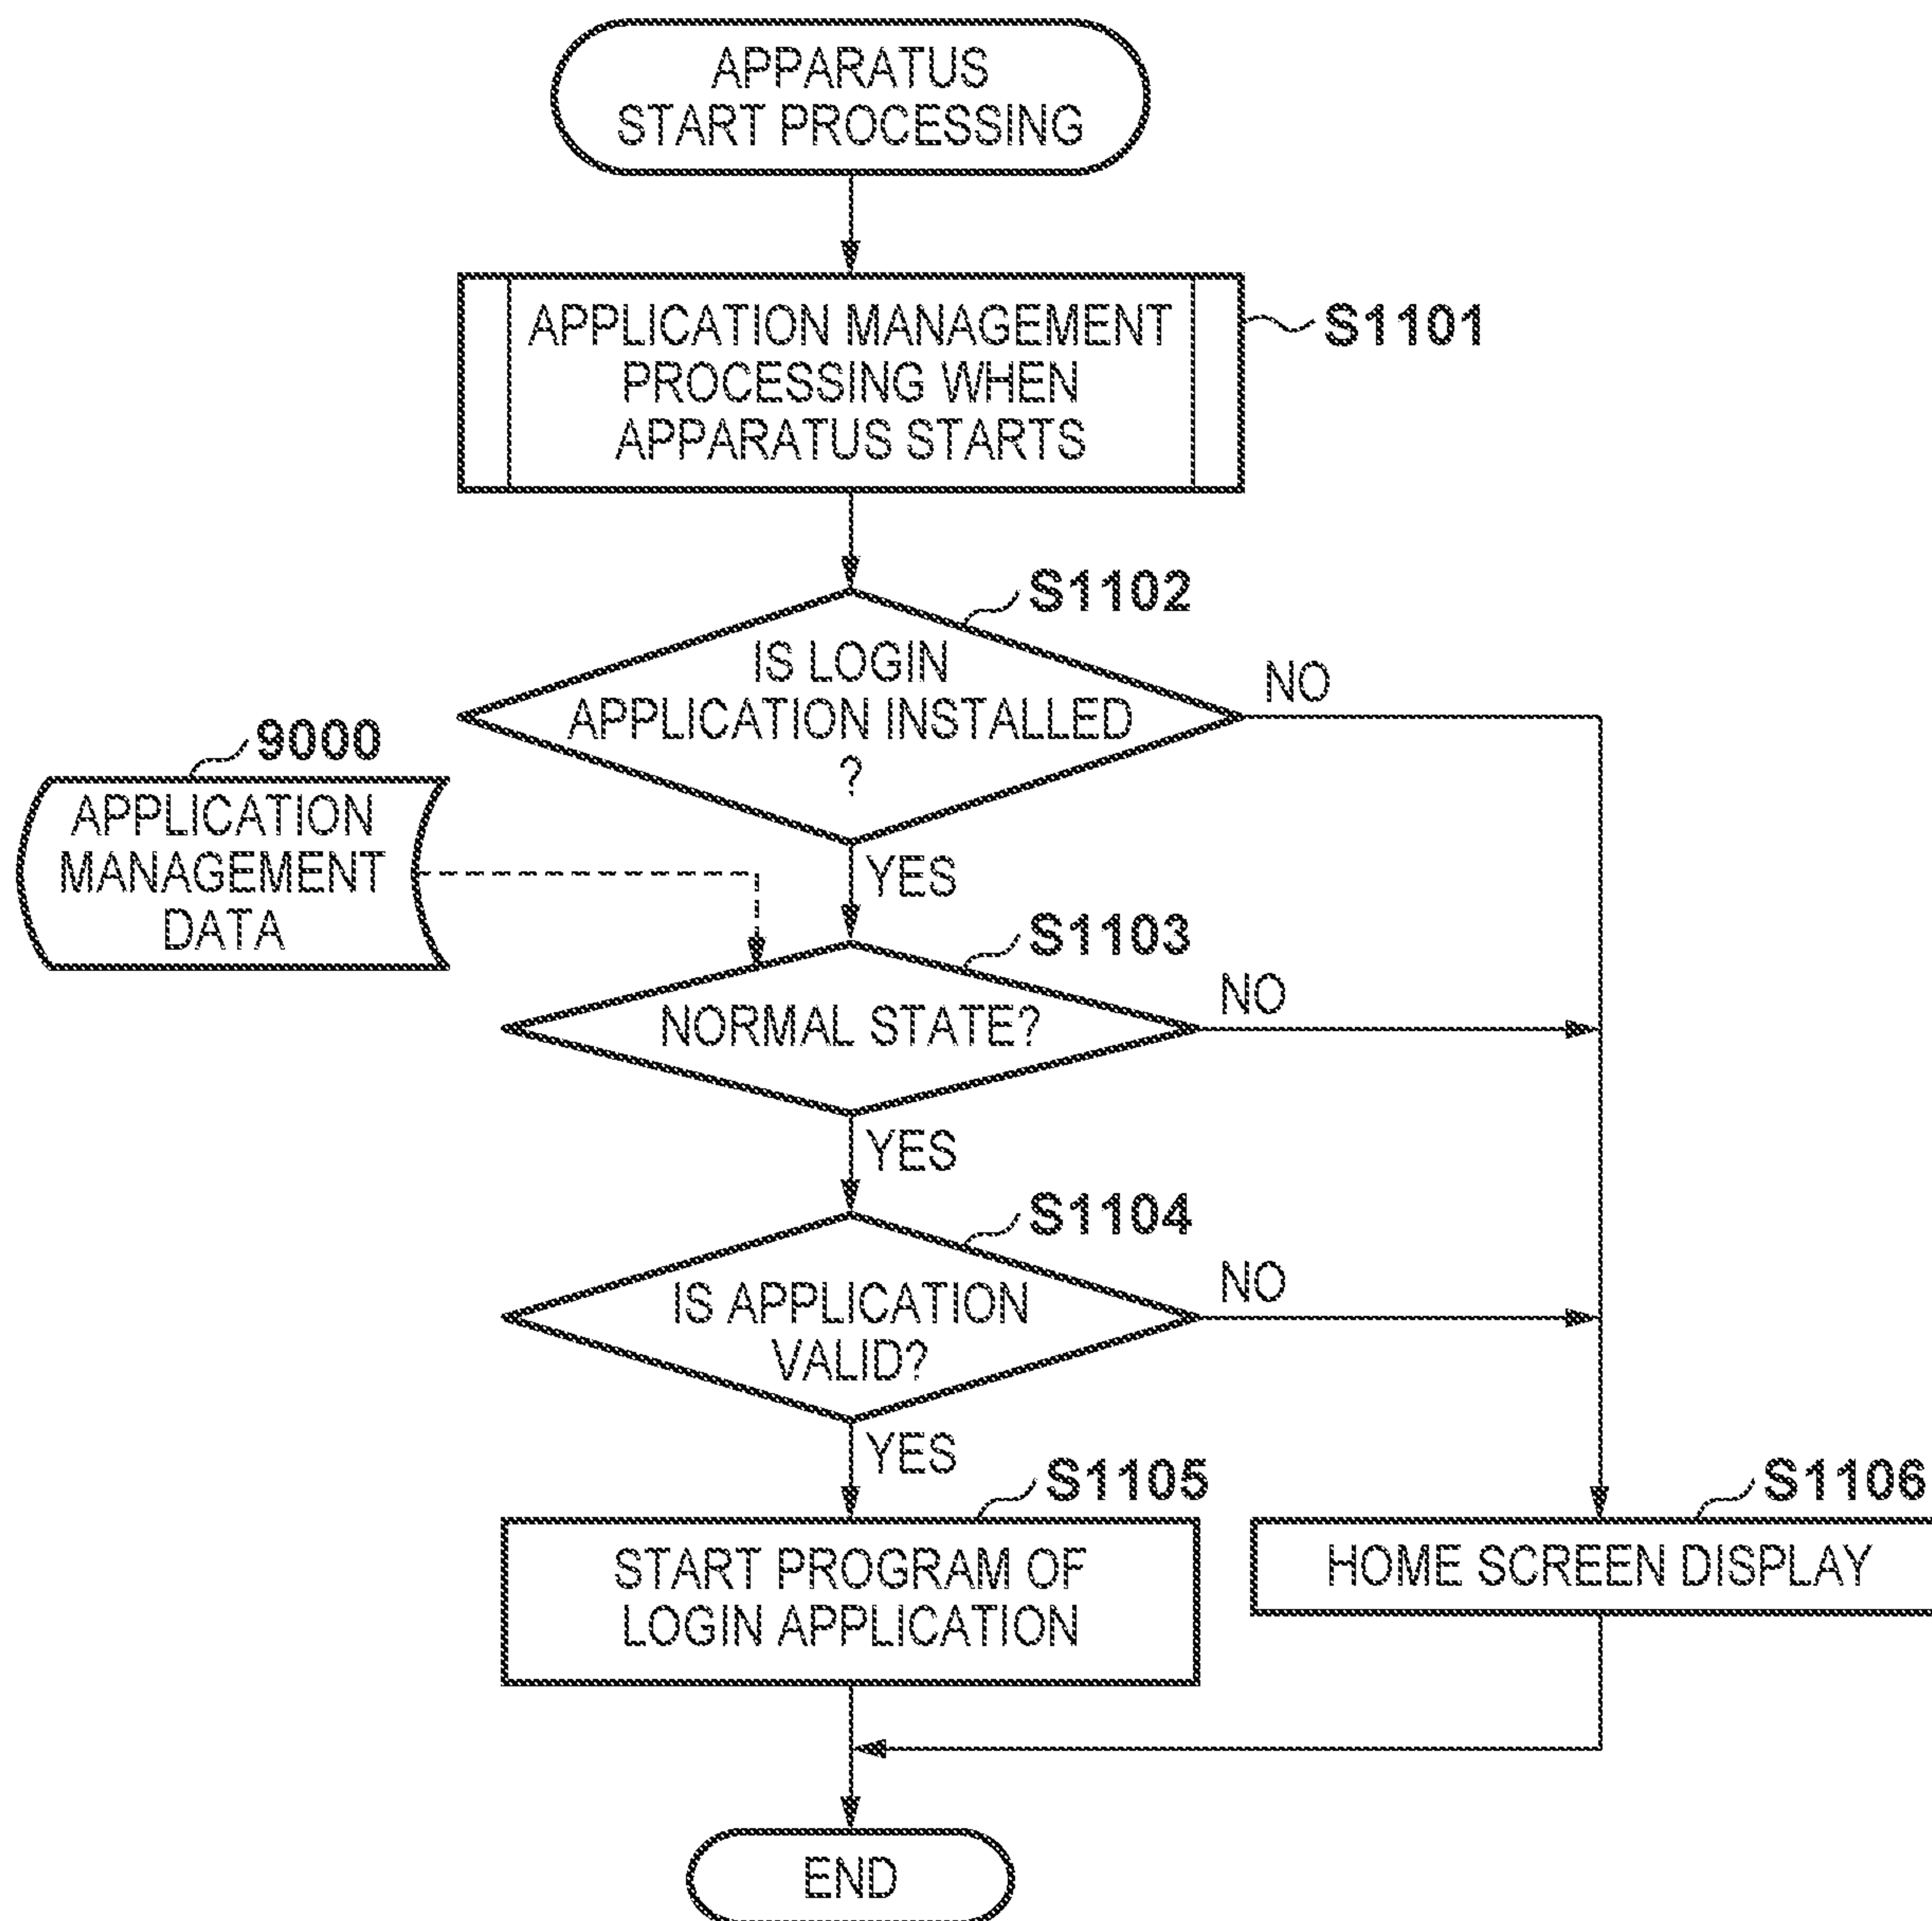 APPARATUS
START PROCESSING
APPLICATION MANAGEMENT
PROCESSING WHEN
APPARATUS STARTS
S1101
S1102
IS LOGIN
APPLICATION INSTALLED
?
NO
9000
APPLICATION
MANAGEMENT
DATA
YES
S1103
NORMAL STATE?
NO
YES
S1104
IS APPLICATION
VALID?
NO
YES
S1105
START PROGRAM OF
LOGIN APPLICATION
S1106
HOME SCREEN DISPLAY
END